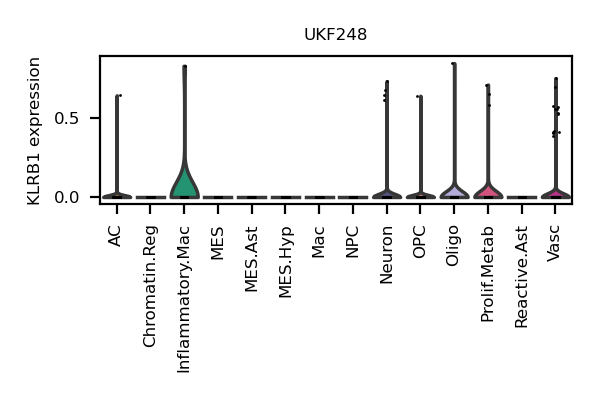 UKF248
KLRB1 expression
0.5
0.0
AC
Chromatin.Reg
Inflammatory.Mac
MES
MES.Ast
MES.Hyp
Mac
NPC
Neuron
OPC
Oligo
Prolif.Metab
Reactive.Ast
Vasc